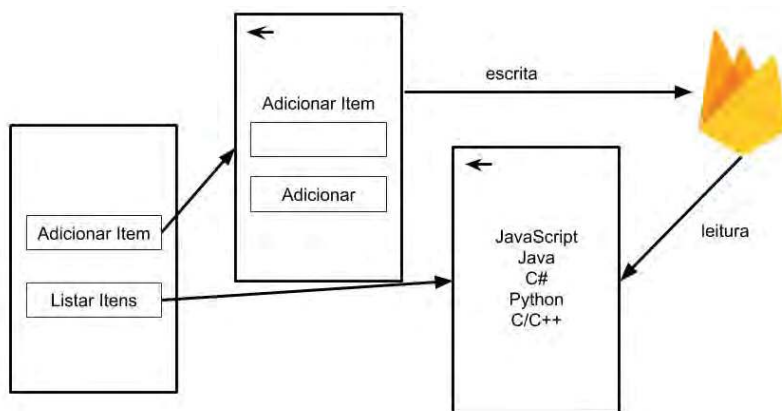 Adicionar Item
Listar Itens
Adicionar Item
Adicionar
escrita
JavaScript
Java
C#
Python
C/C++
leitura